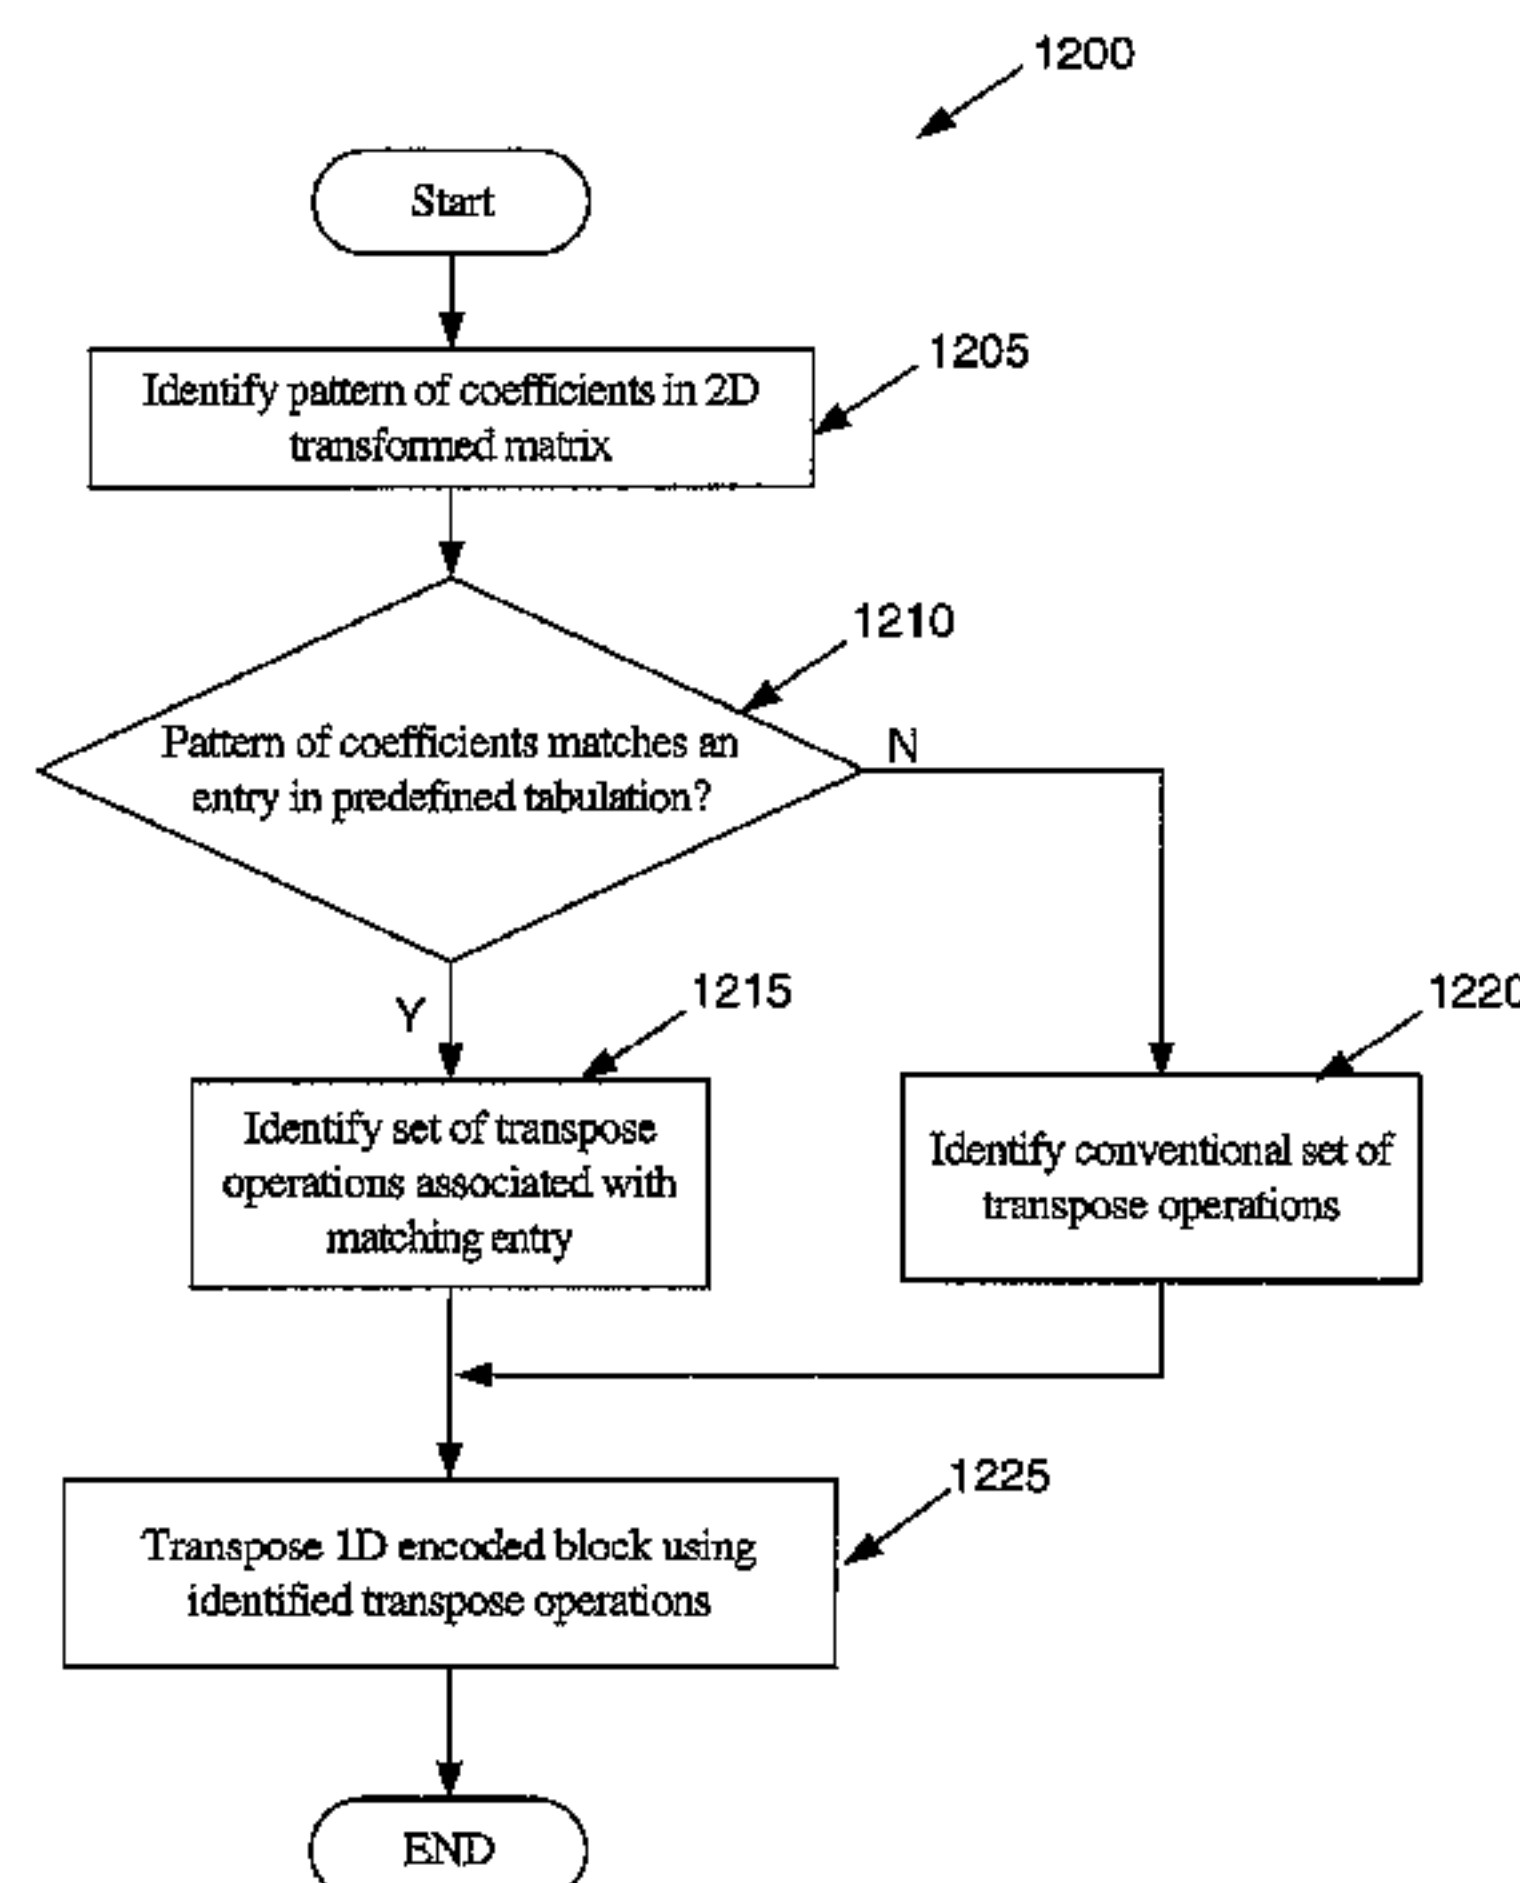 1200
Start
1205
Identify pattern of coefficients in 2D
transformed matrix
1210
Pattern of coefficients matches an
entry in predefined tabulation?
N
Y
1215
1220
Identify set of transpose
operations associated with
matching entry
Identify conventional set of
transpose operations
1225
Transpose 1D encoded block using
identified transpose operations
END